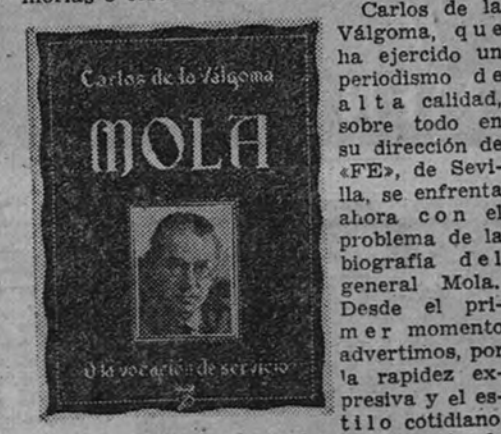 Carlos de la
Válgoma, que
ha ejercido un
periodismo de
alta calidad,
sobre todo en
su dirección de
«FE», de Sevi-
lla, se enfrenta
ahora con el
problema de la
biografía del
general Mola.
Desde el pri-
mer momento
advertimos, por
la rapidez ex-
presiva y el es-
tilo cotidiano
Carlos de la Válgoma
MOLA
O la vocación de servicio